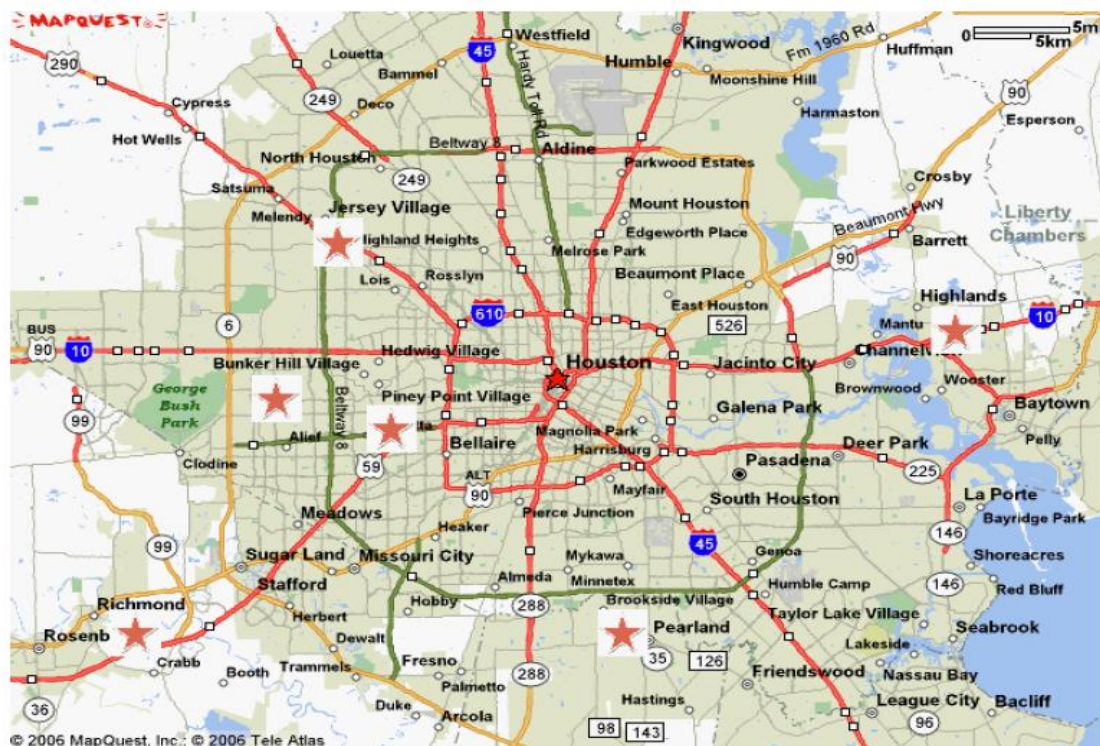 MAPQUEST
290
45
Westfield
Kingwood
Fm 1960 Rd
Huffman
0 5mi
5km
Louetta
Bammel
Hardy Toll Rd
Humble
Moonshine Hill
90
Cypress
249
Deco
Harmaston
Esperson
Hot Wells
Beltway 8
North Houston
Aldine
Parkwood Estates
249
Satsuma
Crosby
Melendy
Jersey Village
Mount Houston
Beaumont Hwy
Liberty
Chambers
Highland Heights
Melrose Park
Edgeworth Place
Barrett
90
Lois
Rosslyn
Beaumont Place
East Houston
Highlands
6
610
526
Mantu
10
BUS
90
10
Hedwig Village
Houston
Jacinto City
Bunker Hill Village
Brownwood
Wooster
George
Bush
Park
Beltway 8
Piney Point Village
Galena Park
Baytown
99
Alief
Bellaire
Magnolia Park
Pelly
Clodine
59
Harrisburg
Deer Park
ALT
90
Pasadena
225
Mayfair
La Porte
Meadows
Pierce Junction
South Houston
Bayridge Park
Heaker
146
99
45
Sugar Land
Missouri City
Mykawa
Genoa
Shoreacres
Stafford
Almeda
Minnetex
Humble Camp
146
Red Bluff
Richmond
Herbert
Hobby
288
Brookside Village
Taylor Lake Village
Rosenb
Dewalt
Pearland
Lakeside
Seabrook
Crabb
Booth
Trammels
Fresno
288
35
126
Friendswood
Nassau Bay
Palmetto
Hastings
League City
Bacliff
36
Duke
Arcola
98
143
96
© 2006 MapQuest, Inc.; © 2006 Tele Atlas